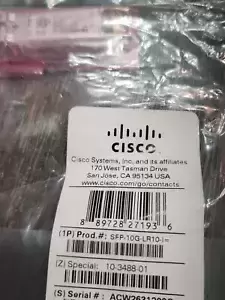 CISCO
Cisco Systems, Inc. and its affiliates
170 West Tasman Drive
San Jose, CA 95134 USA
www.cisco.com/go/contacts
8 89728 27193 6
(1P) Prod.#: SFP-10G-LR10-I=
(Z) Special: 10-3488-01
(S) Serial #: